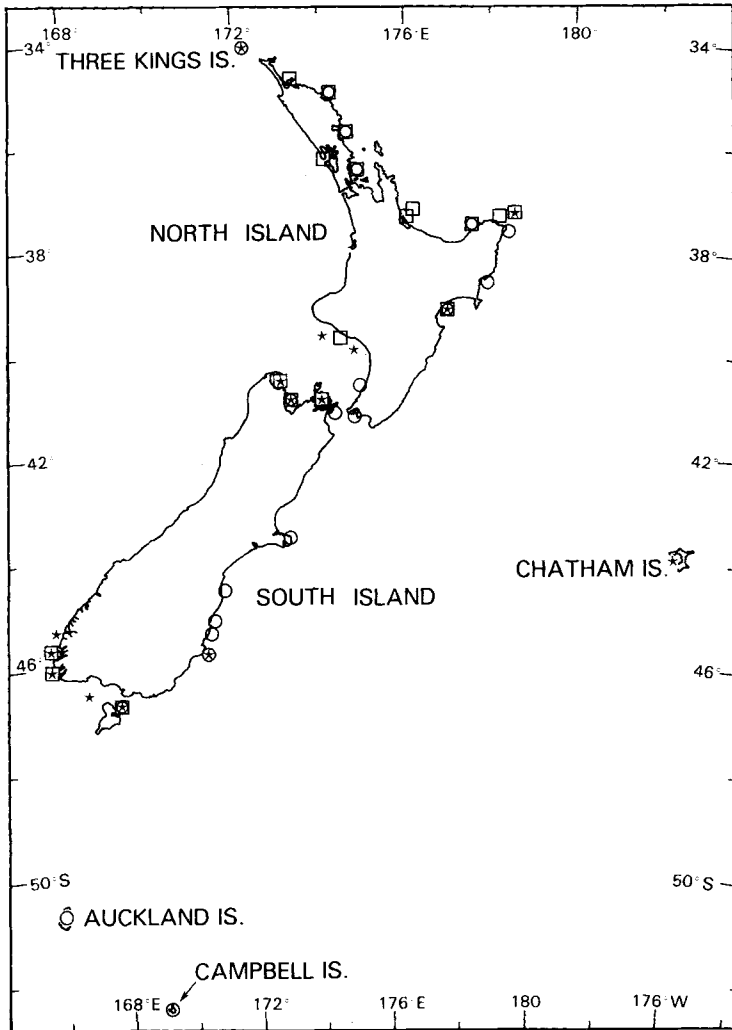 168° 172° 176°E 180°
34° 34°
THREE KINGS IS.
NORTH ISLAND
38° 38°
42° 42°
CHATHAM IS.
SOUTH ISLAND
46° 46°
50°S 50°S
AUCKLAND IS.
CAMPBELL IS.
168°E 172° 176°E 180° 176°W